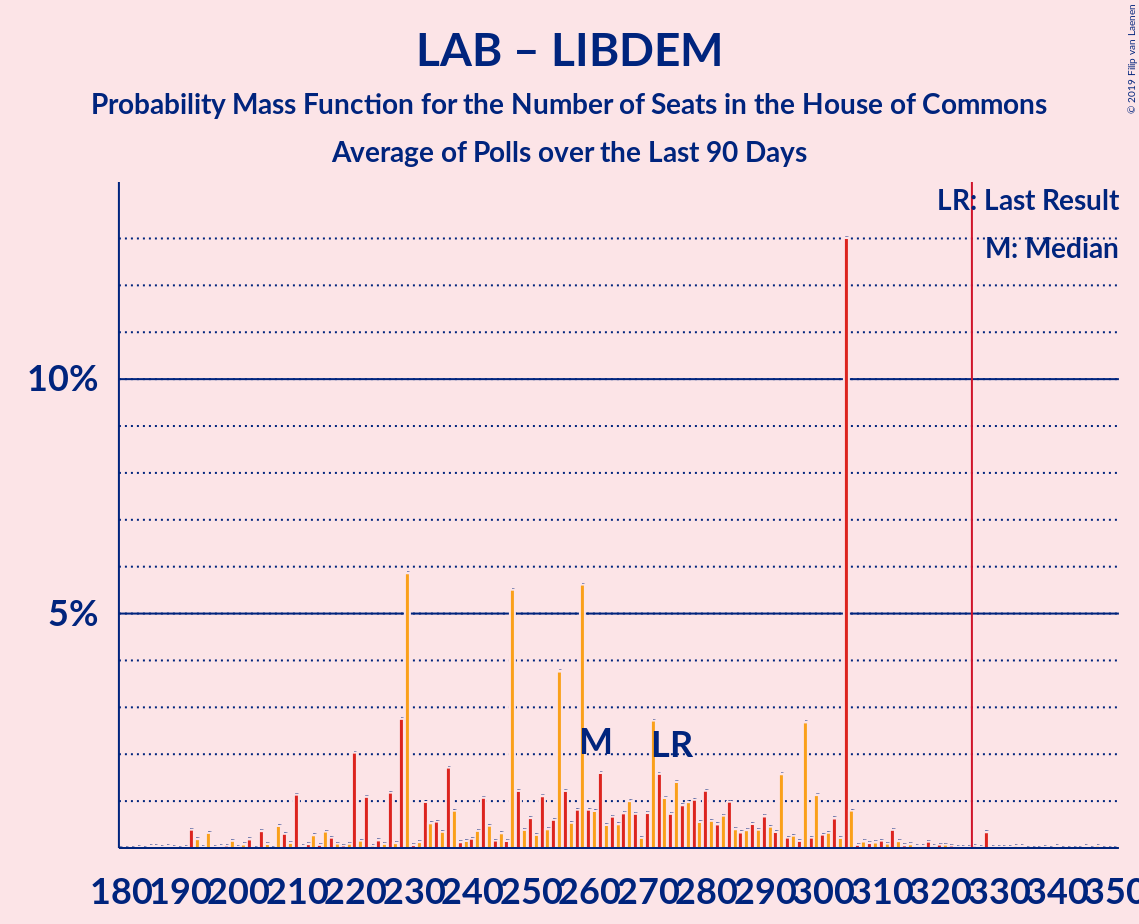 LAB – LIBDEM
Probability Mass Function for the Number of Seats in the House of Commons
Average of Polls over the Last 90 Days
© 2019 Filip van Laenen
LR: Last Result
M: Median
10%
5%
M
LR
180 190 200 210 220 230 240 250 260 270 280 290 300 310 320 330 340 350